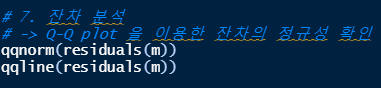 # 7. 잔차 분석
# -> Q-Q plot 을 이용한 잔차의 정규성 확인
qqnorm(residuals(m))
qqline(residuals(m))